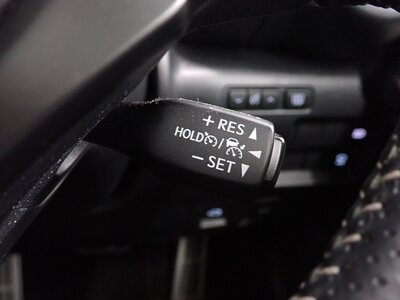 + RES ▲
HOLD /
− SET ▼